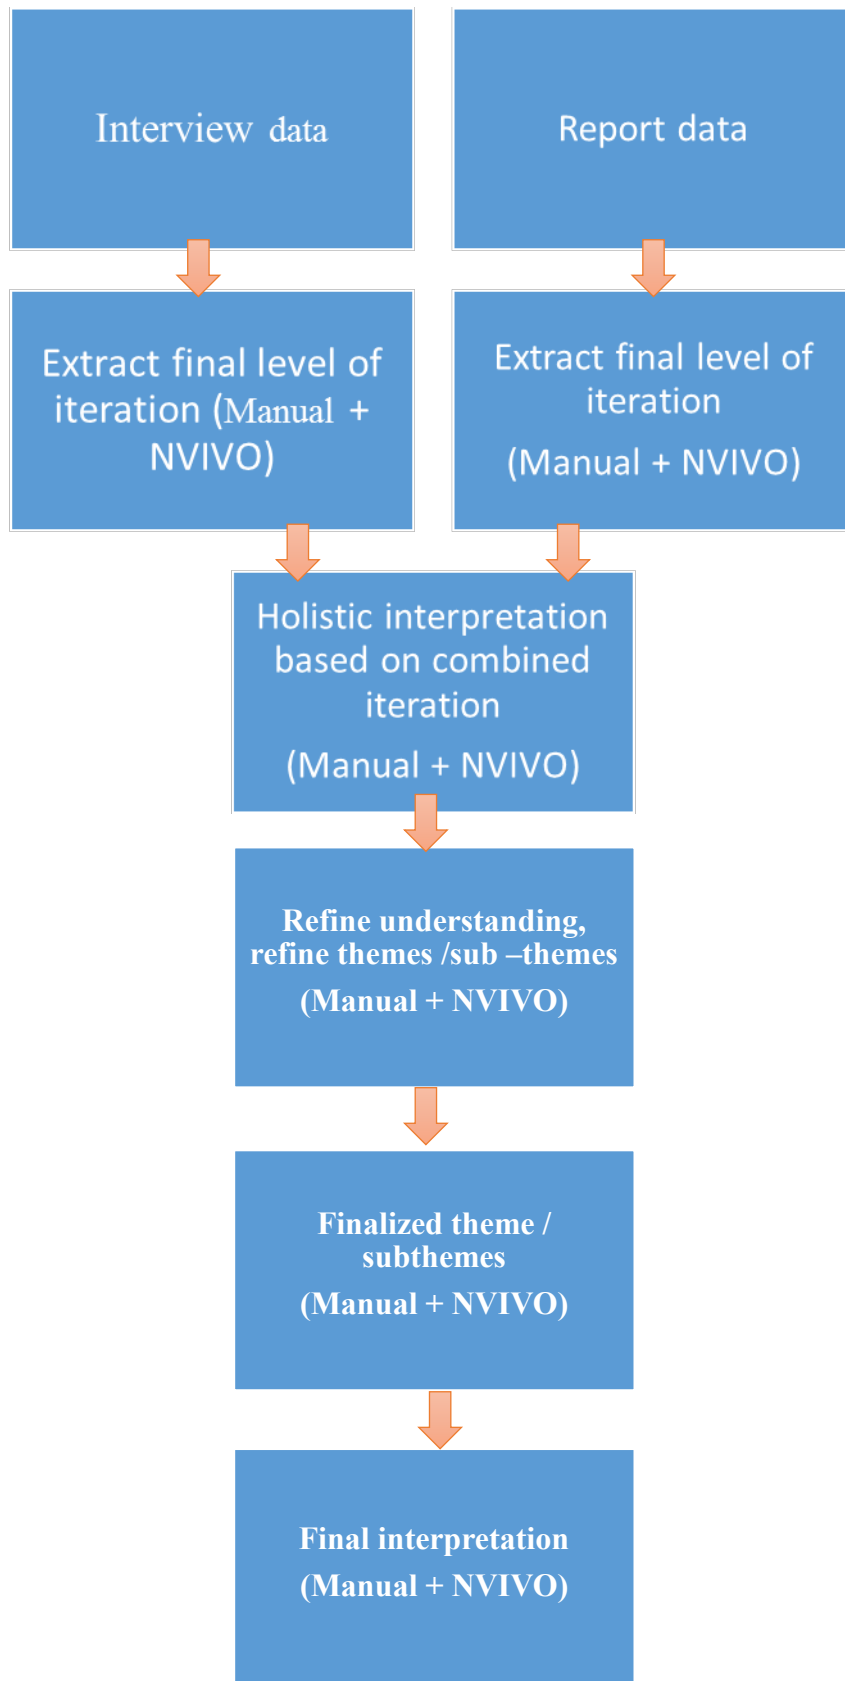 Interview data
Report data
Extract final level of
iteration (Manual +
NVIVO)
Extract final level of
iteration
(Manual + NVIVO)
Holistic interpretation
based on combined
iteration
(Manual + NVIVO)
Refine understanding,
refine themes /sub –themes
(Manual + NVIVO)
Finalized theme /
subthemes
(Manual + NVIVO)
Final interpretation
(Manual + NVIVO)